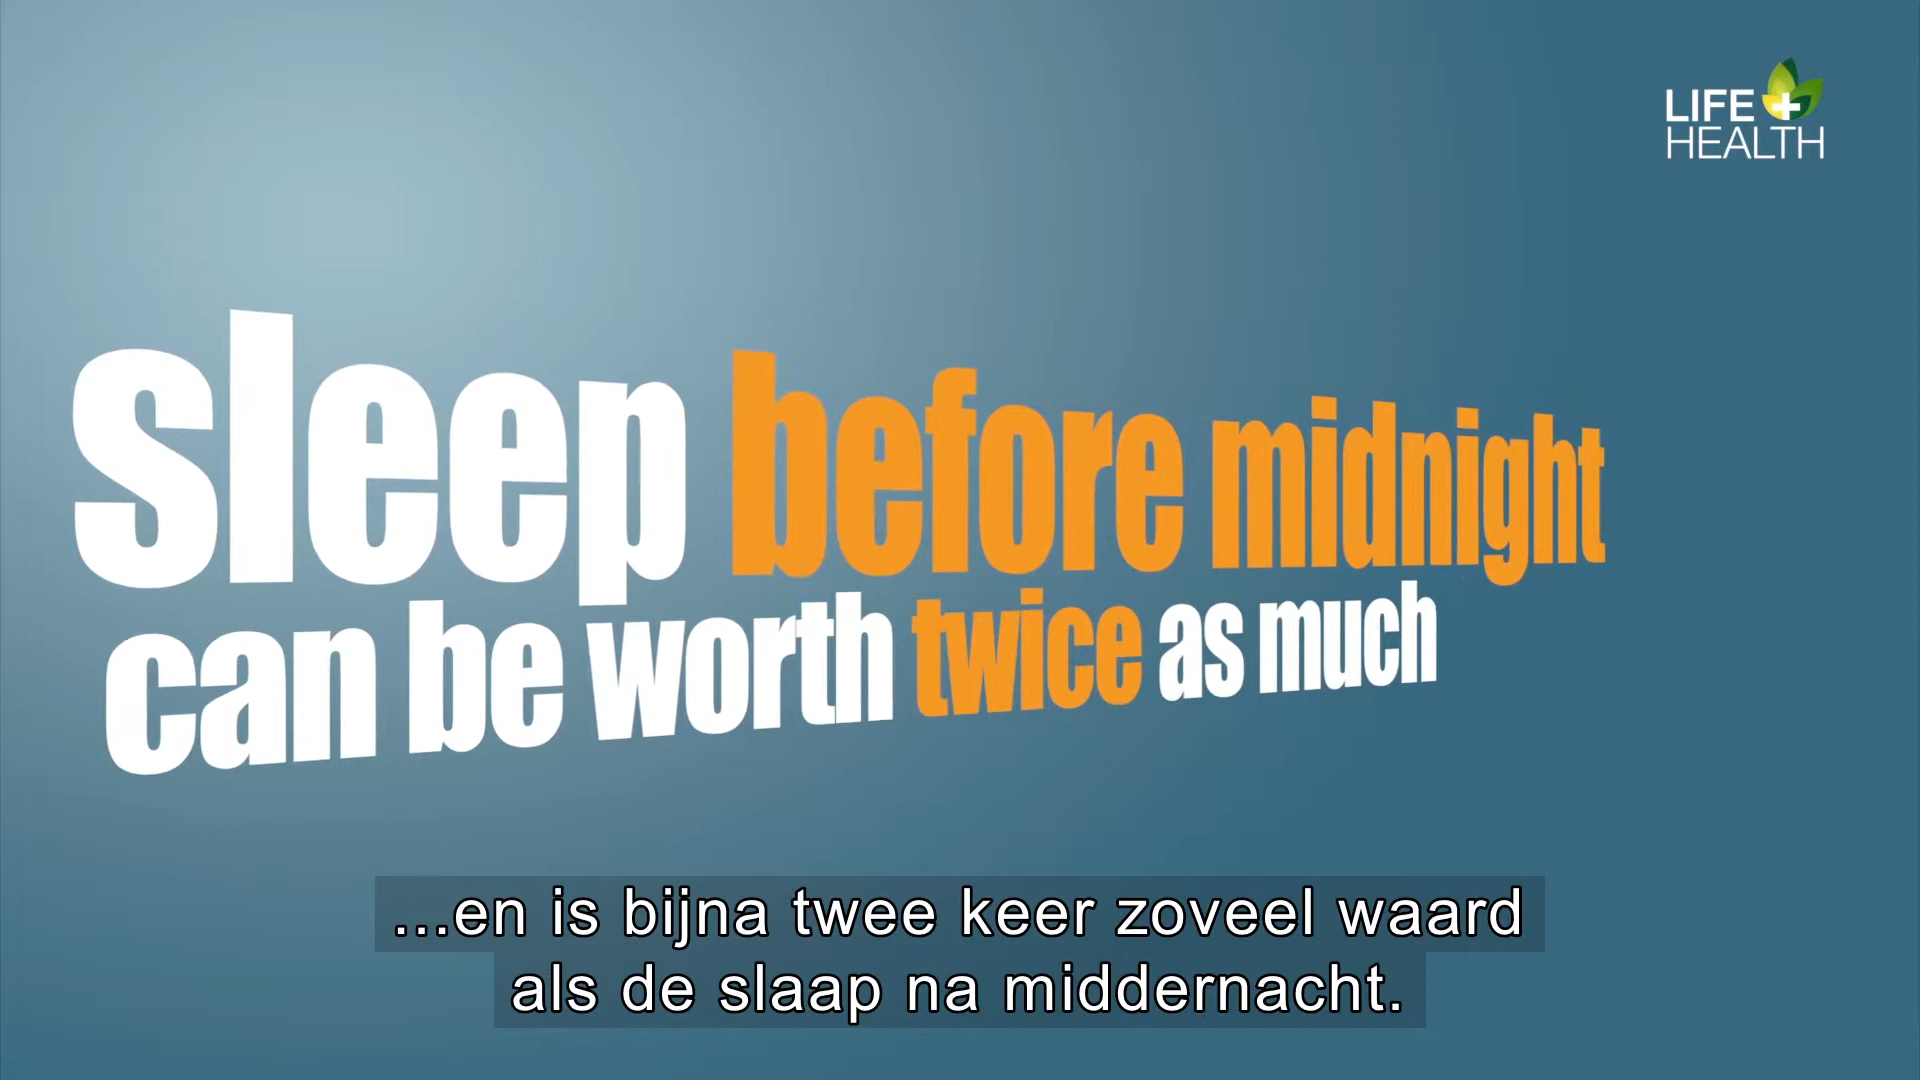 LIFE
HEALTH
sleep before midnight
can be worth twice as much
...en is bijna twee keer zoveel waard
als de slaap na middernacht.